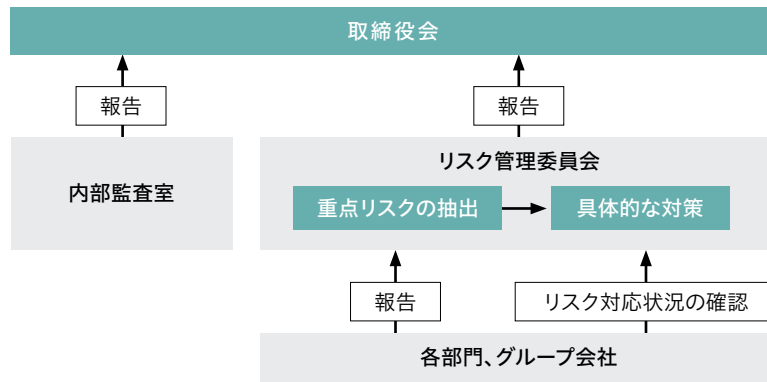 取締役会
報告
報告
内部監査室
リスク管理委員会
重点リスクの抽出
具体的な対策
報告
リスク対応状況の確認
各部門、グループ会社